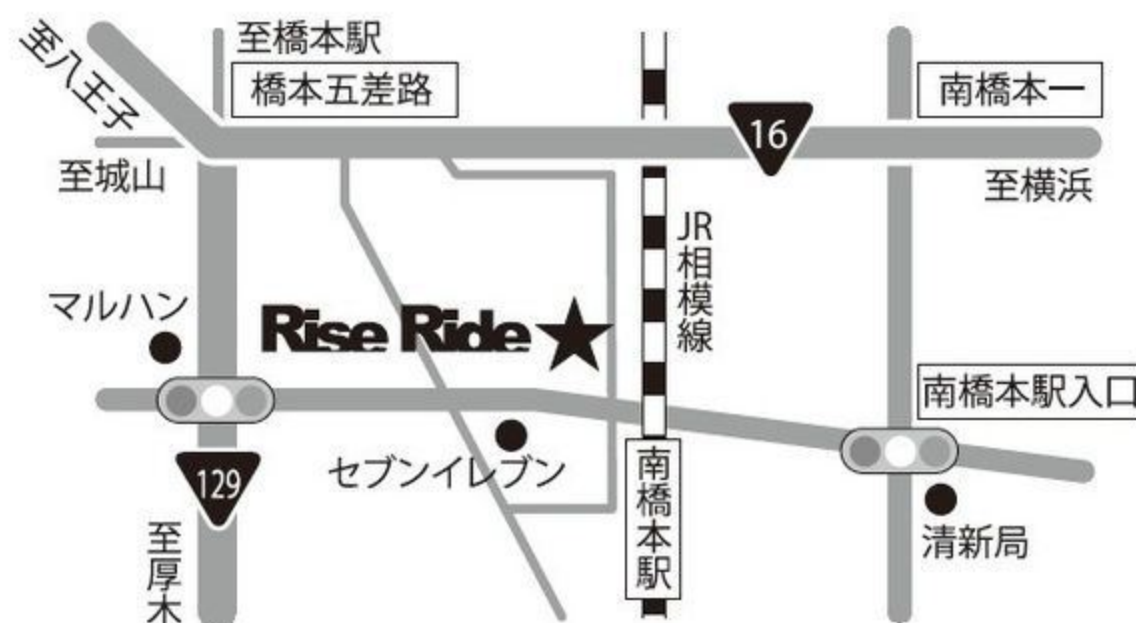 至橋本駅
至八王子
橋本五差路
16
南橋本一
至城山
至横浜
JR相模線
マルハン
Rise Ride
南橋本駅入口
セブンイレブン
129
南橋本駅
至厚木
清新局